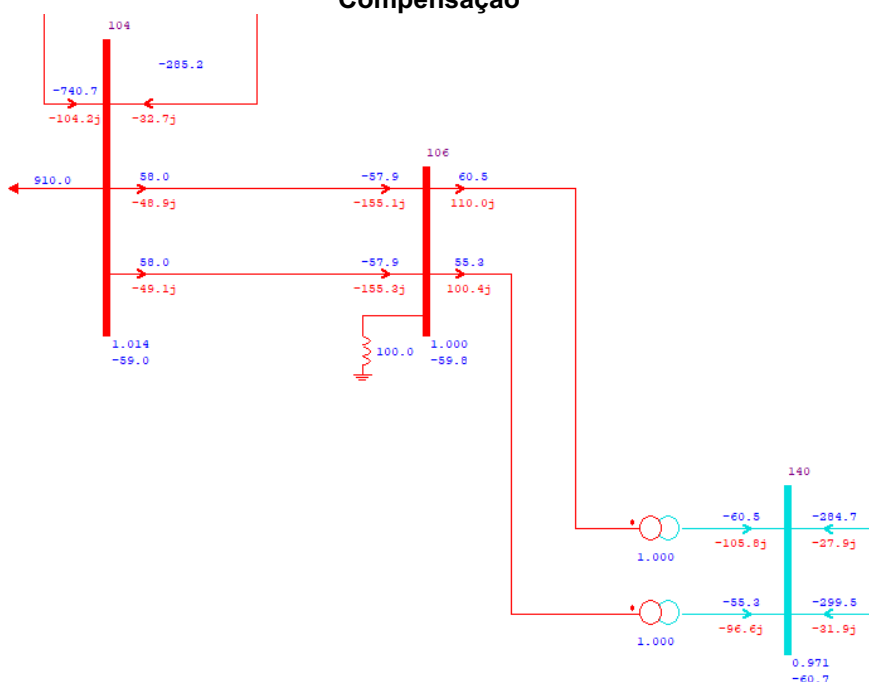 Compensação
104
-285.2
-740.7
-104.2j
-32.7j
106
910.0
58.0
-57.9
60.5
-48.9j
-155.1j
110.0j
58.0
-57.9
55.3
-49.1j
-155.3j
100.4j
1.014
-59.0
100.0
1.000
-59.8
140
-60.5
-284.7
-105.8j
-27.9j
1.000
-55.3
-299.5
-96.6j
-31.9j
1.000
0.971
-60.7